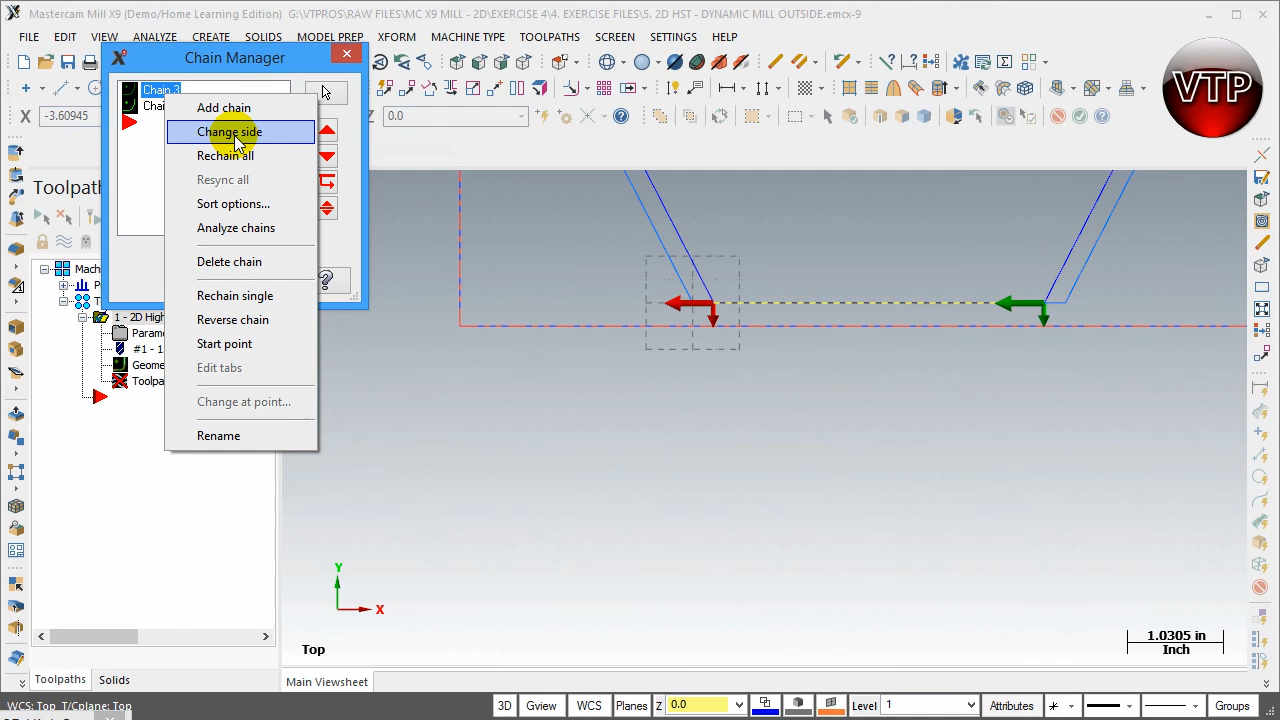 Mastercam Mill X9 (Demo/Home Learning Edition) G:\VTPROS\RAW FILES\MC X9 MILL - 2D\EXERCISE 4\4. EXERCISE FILES\5. 2D HST - DYNAMIC MILL OUTSIDE.emcx-9
FILE EDIT VIEW ANALYZE CREATE SOLIDS MODEL PREP XFORM MACHINE TYPE TOOLPATHS SCREEN SETTINGS HELP
Chain Manager
VTP
Chain 3
Chai
X -3.60945
Z 0.0
Add chain
Change side
Rechain all
Resync all
Sort options...
Analyze chains
Delete chain
Rechain single
Reverse chain
Start point
Edit tabs
Change at point...
Rename
Toolpaths
Machi
P
T
1 - 2D High
Parame
#1 - 1.
Geome
Toolpa
Y
X
Top
1.0305 in
Inch
Toolpaths Solids
Main Viewsheet
3D Gview WCS Planes Z 0.0 Level 1 Attributes Groups
WCS: Top T/Cplane: Top